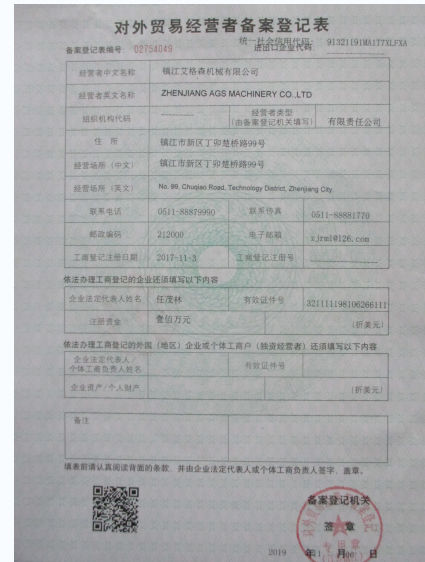 对外贸易经营者备案登记表
统一社会信用代码:
备案登记表编号: 02754049 进出口企业代码: 91321191MA1T7XLFXA
经营者中文名称 镇江艾格森机械有限公司
经营者英文名称 ZHENJIANG AGS MACHINERY CO.,LTD
组织机构代码 ---------- 经营者类型
(由备案登记机关填写) 有限责任公司
住 所 镇江市新区丁卯楚桥路99号
经营场所(中文) 镇江市新区丁卯楚桥路99号
经营场所(英文) No. 99, Chuqiao Road, Technology District, Zhenjiang City,
联系电话 0511-88879990 联系传真 0511-88881770
邮政编码 212000 电子邮箱 xjrml@126.com
工商登记注册日期 2017-11-3 工商登记注册号 ----------
依法办理工商登记的企业还须填写以下内容
企业法定代表人姓名 任茂林 有效证件号 321111198106266111
注册资金 壹佰万元 (折美元)
依法办理工商登记的外国(地区)企业或个体工商户(独资经营者)还须填写以下内容
企业法定代表人/
个体工商负责人姓名 有效证件号
企业资产/个人财产 (折美元)
备注
填表前请认真阅读背面的条款,并由企业法定代表人或个体工商负责人签字、盖章。
备案登记机关
签 章
2019 年 月 日